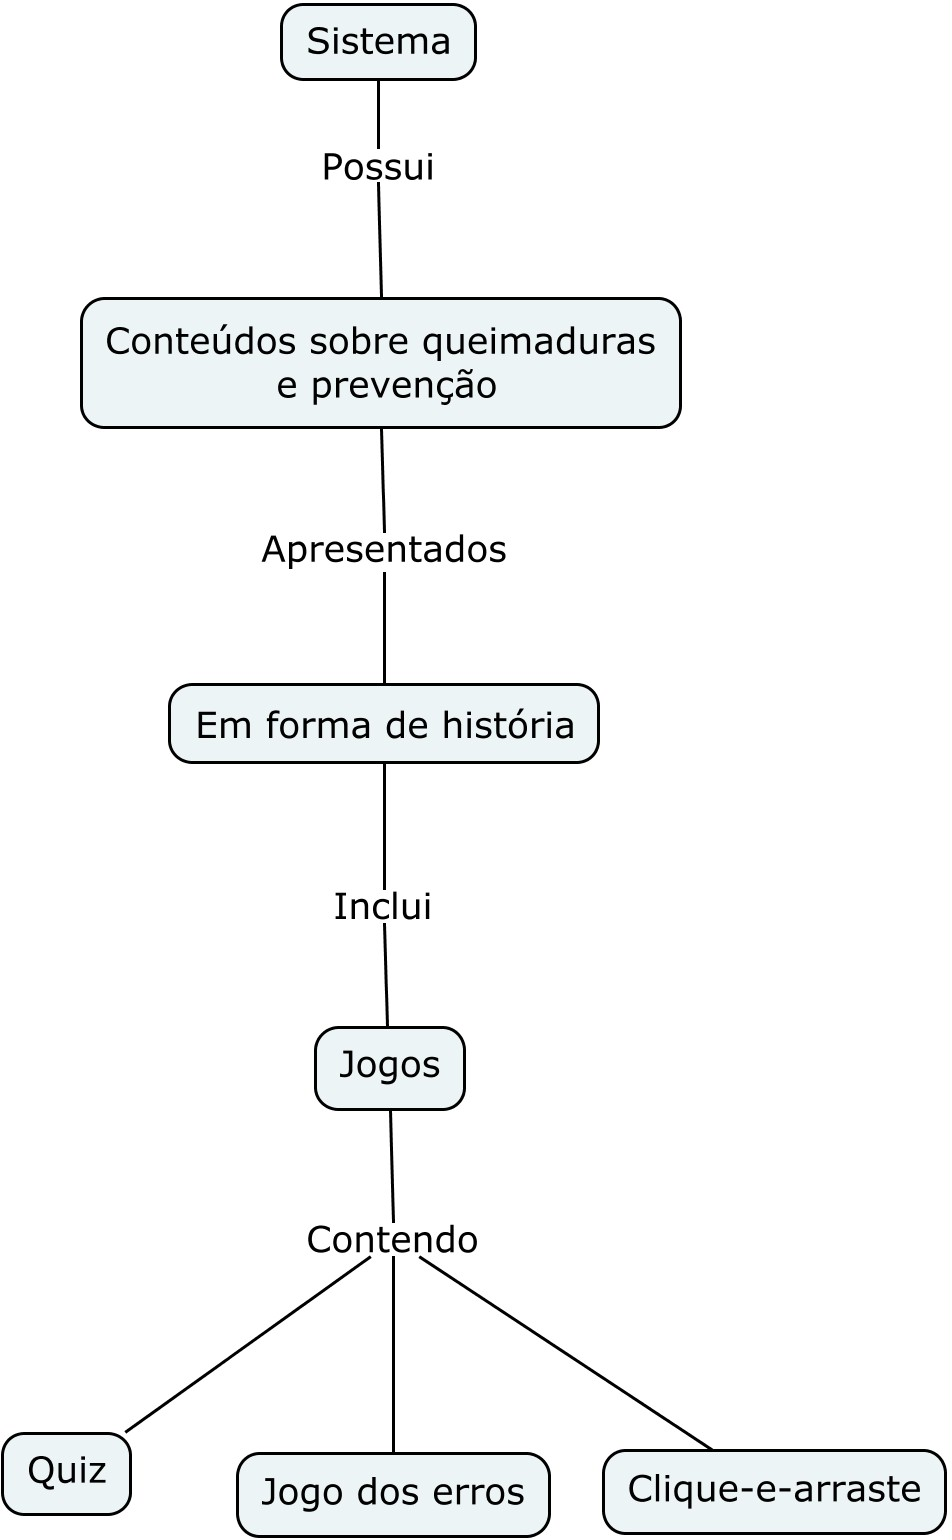 Sistema
Possui
Conteúdos sobre queimaduras
e prevenção
Apresentados
Em forma de história
Inclui
Jogos
Contendo
Quiz
Jogo dos erros
Clique-e-arraste